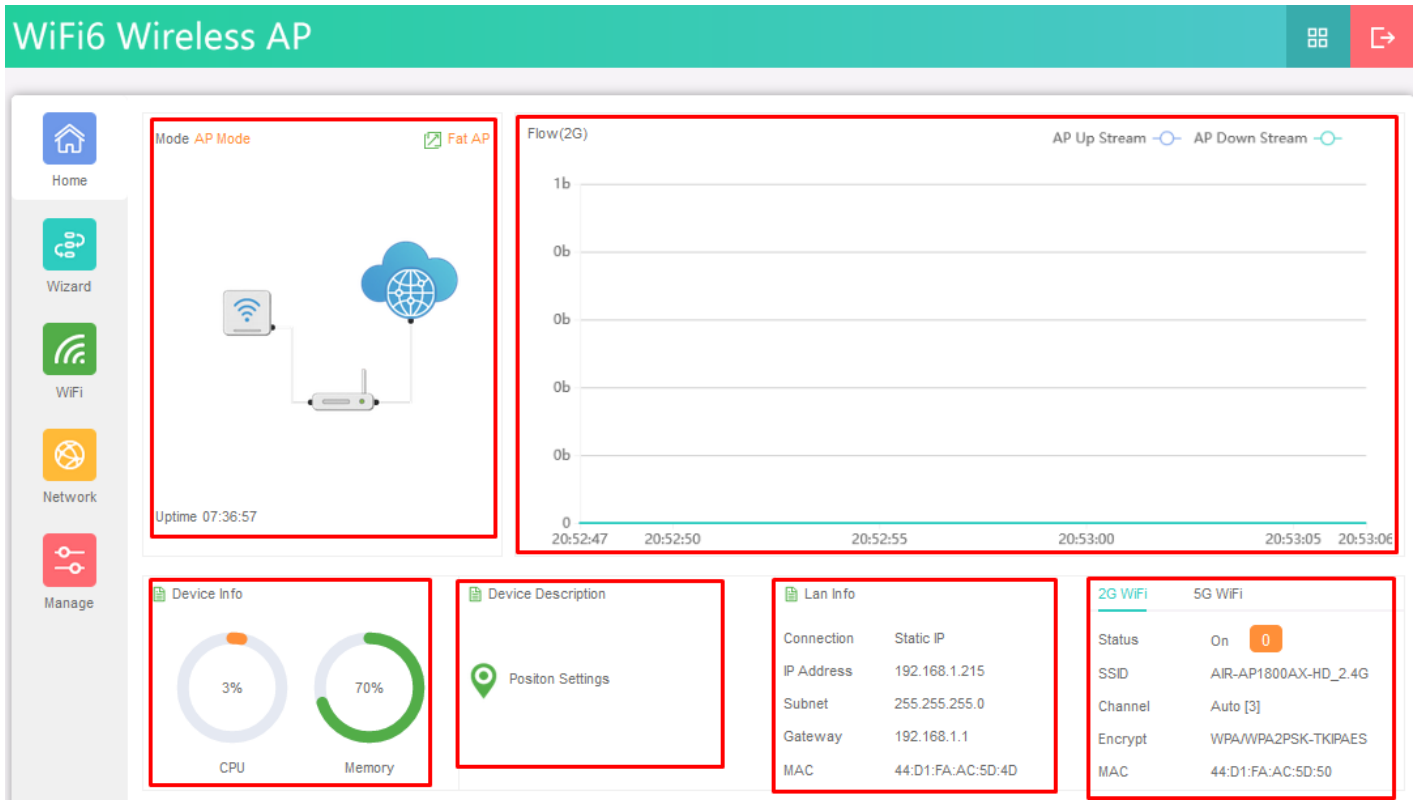 WiFi6 Wireless AP
Home
Wizard
WiFi
Network
Manage
Mode AP Mode
Fat AP
Uptime 07:36:57
Flow(2G)
AP Up Stream
AP Down Stream
1b
0b
0b
0b
0b
0
20:52:47 20:52:50 20:52:55 20:53:00 20:53:05 20:53:06
Device Info
3%
CPU
70%
Memory
Device Description
Positon Settings
Lan Info
Connection Static IP
IP Address 192.168.1.215
Subnet 255.255.255.0
Gateway 192.168.1.1
MAC 44:D1:FA:AC:5D:4D
2G WiFi 5G WiFi
Status On 0
SSID AIR-AP1800AX-HD_2.4G
Channel Auto [3]
Encrypt WPA/WPA2PSK-TKIPAES
MAC 44:D1:FA:AC:5D:50